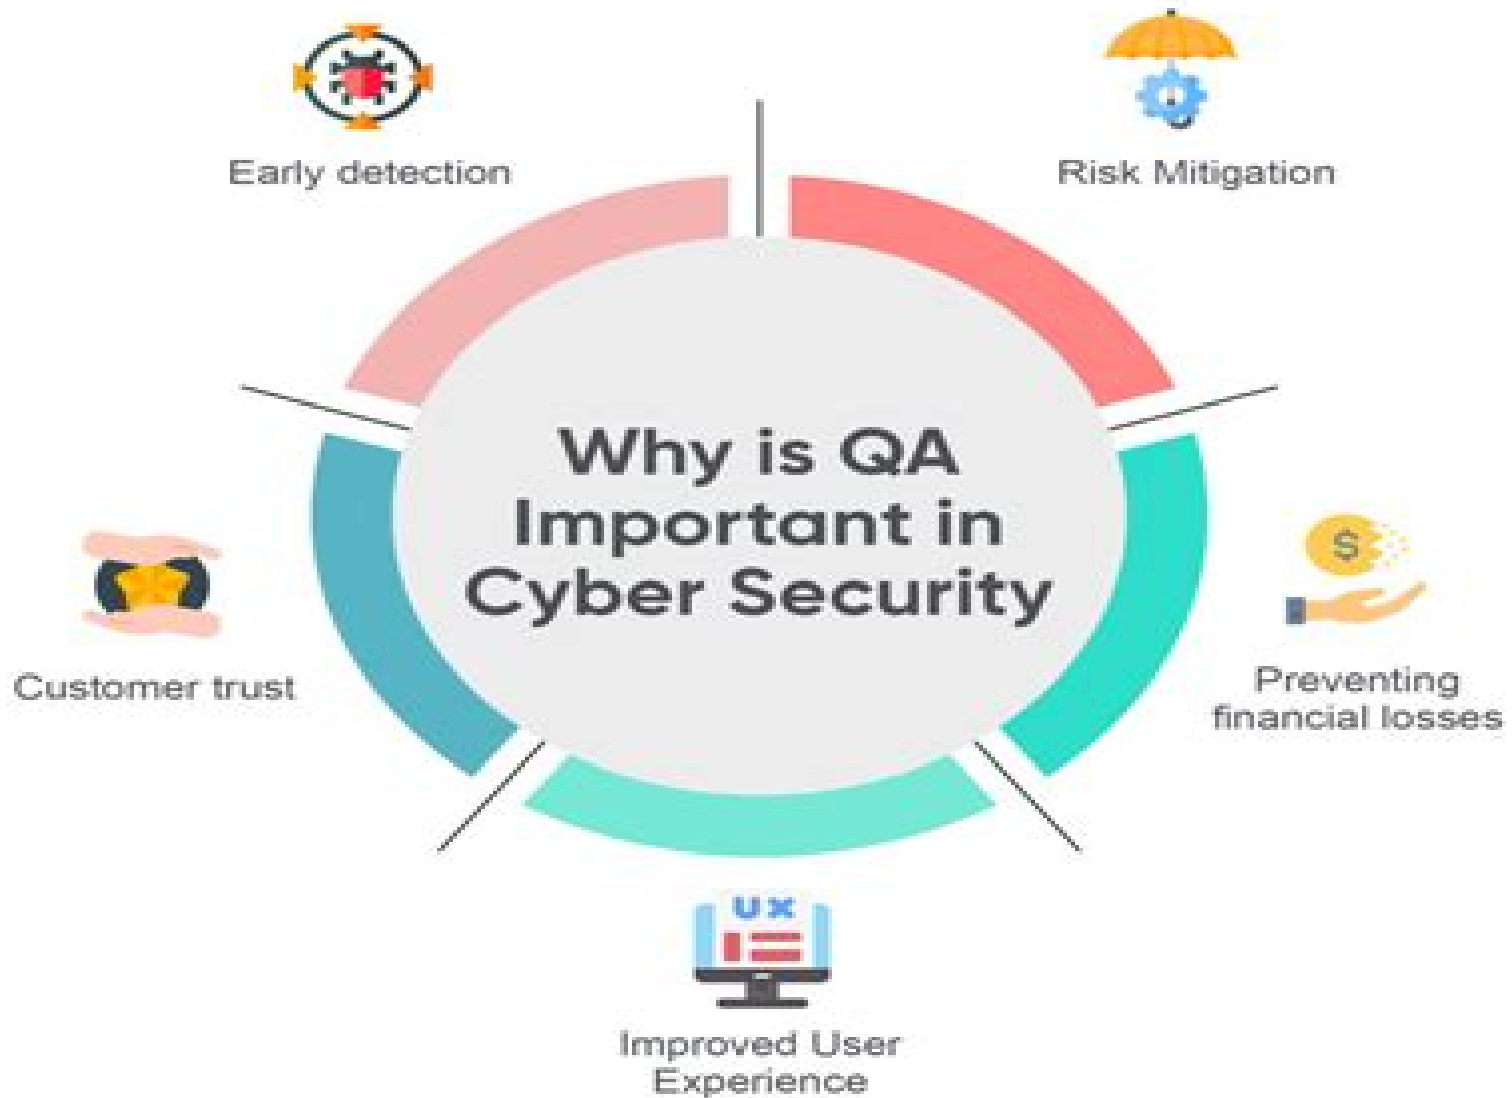 Early detection
Risk Mitigation
Why is QA
Important in
Cyber Security
$
Customer trust
Preventing
financial losses
UX
Improved User
Experience